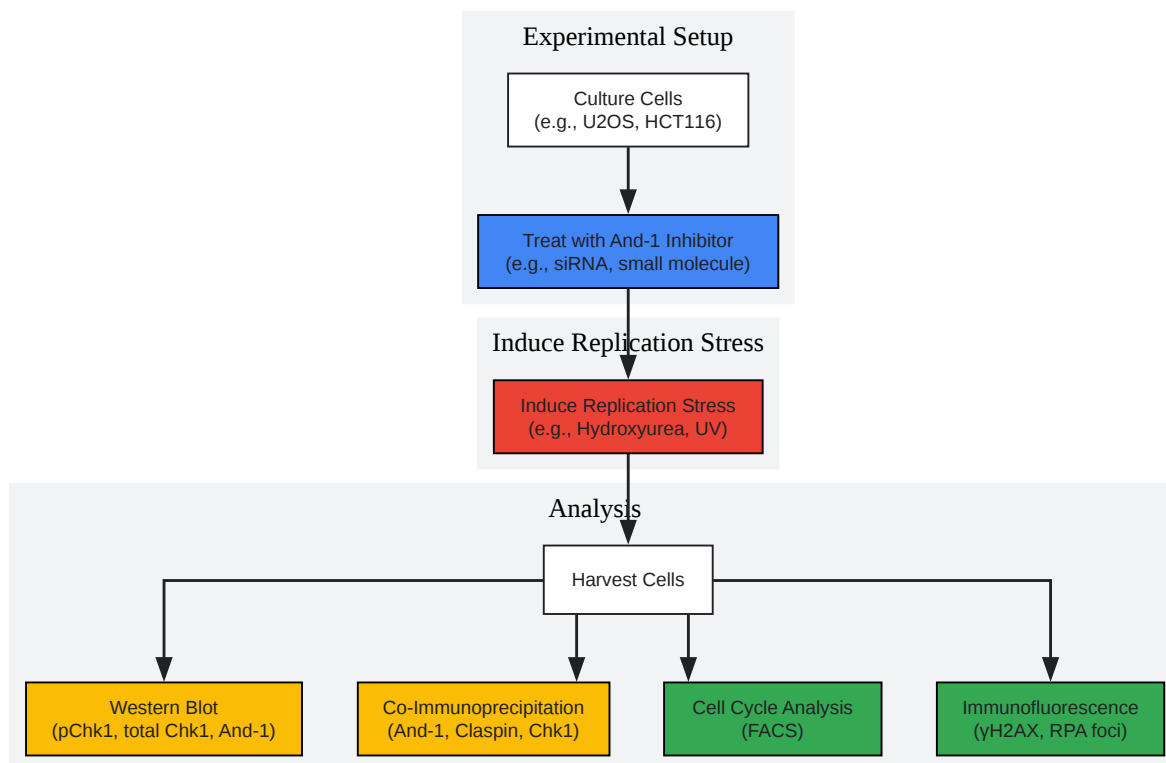 Experimental Setup
Culture Cells
(e.g., U2OS, HCT116)
Treat with And-1 Inhibitor
(e.g., siRNA, small molecule)
Induce Replication Stress
Induce Replication Stress
(e.g., Hydroxyurea, UV)
Analysis
Harvest Cells
Western Blot
(pChk1, total Chk1, And-1)
Co-Immunoprecipitation
(And-1, Claspin, Chk1)
Cell Cycle Analysis
(FACS)
Immunofluorescence
(γH2AX, RPA foci)